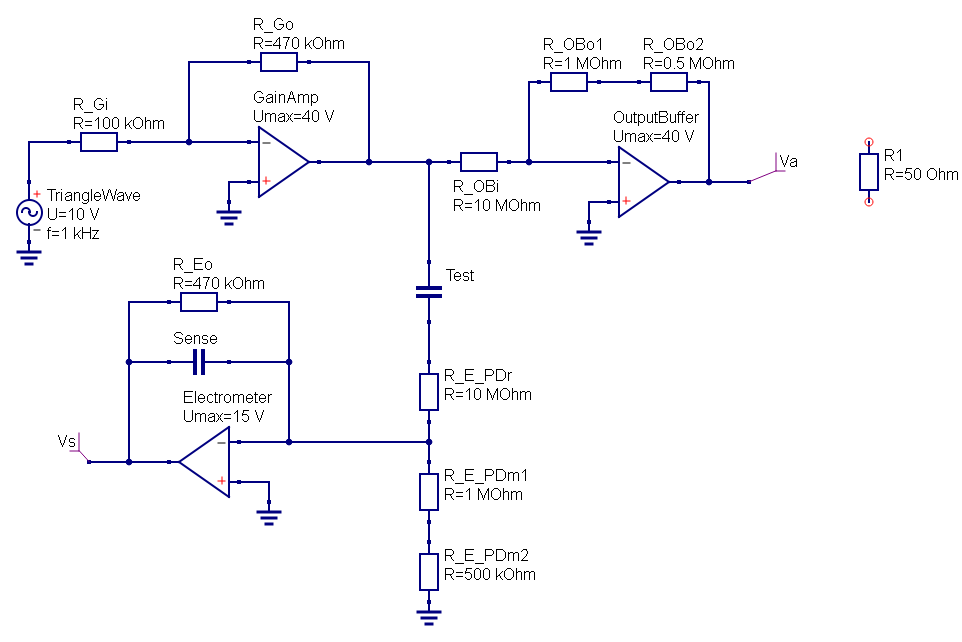 R_Go
R=470 kOhm
R_Gi
R=100 kOhm
GainAmp
Umax=40 V
TriangleWave
U=10 V
f=1 kHz
R_OBo1
R=1 MOhm
R_OBo2
R=0.5 MOhm
OutputBuffer
Umax=40 V
R_OBi
R=10 MOhm
Va
R1
R=50 Ohm
R_Eo
R=470 kOhm
Sense
Electrometer
Umax=15 V
Vs
Test
R_E_PDr
R=10 MOhm
R_E_PDm1
R=1 MOhm
R_E_PDm2
R=500 kOhm